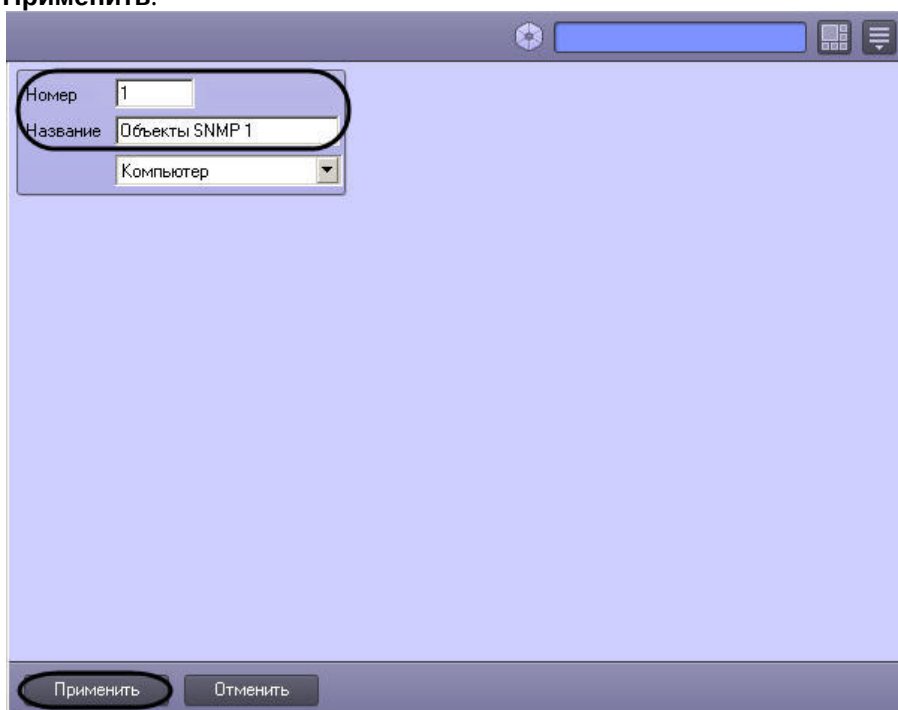 Применить.
Номер 1
Название Объекты SNMP 1
Компьютер
Применить Отменить